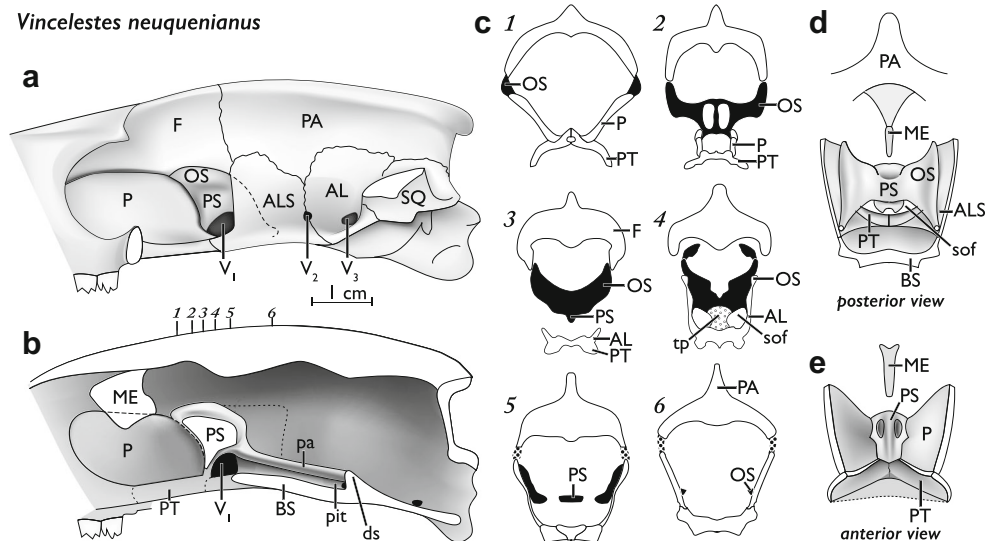 Vincelestes neuquenianus
a
F
PA
OS
P
PS
ALS
AL
SQ
V1
V2
V3
1 cm
b
1 2 3 4 5 6
ME
P
PS
pa
PT
V1
BS
pit
ds
c
1
OS
P
PT
2
OS
P
PT
3
F
OS
PS
AL
PT
4
OS
AL
tp
sof
5
PS
6
PA
OS
d
PA
ME
PS
OS
ALS
PT
sof
BS
posterior view
e
ME
PS
P
PT
anterior view